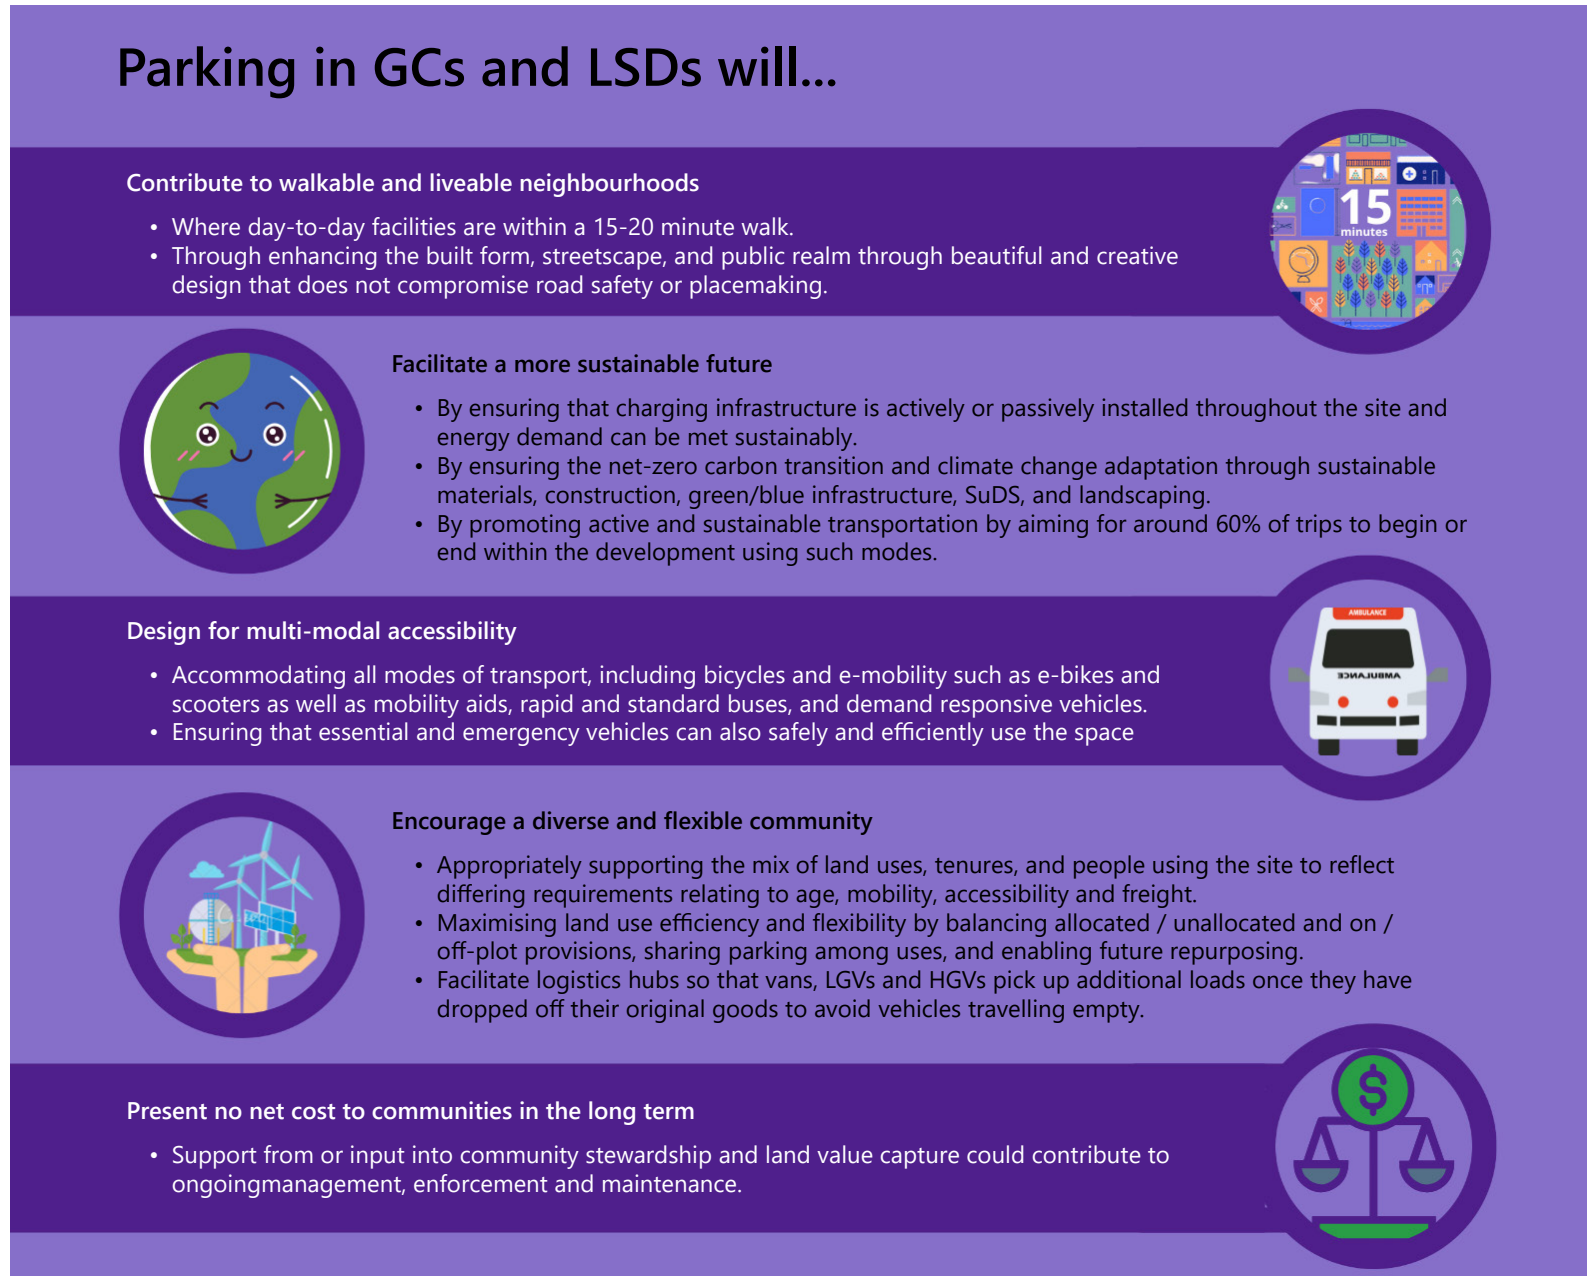 Parking in GCs and LSDs will...
Contribute to walkable and liveable neighbourhoods
• Where day-to-day facilities are within a 15-20 minute walk.
• Through enhancing the built form, streetscape, and public realm through beautiful and creative
design that does not compromise road safety or placemaking.
15
minutes
Facilitate a more sustainable future
• By ensuring that charging infrastructure is actively or passively installed throughout the site and
energy demand can be met sustainably.
• By ensuring the net-zero carbon transition and climate change adaptation through sustainable
materials, construction, green/blue infrastructure, SuDS, and landscaping.
• By promoting active and sustainable transportation by aiming for around 60% of trips to begin or
end within the development using such modes.
Design for multi-modal accessibility
• Accommodating all modes of transport, including bicycles and e-mobility such as e-bikes and
scooters as well as mobility aids, rapid and standard buses, and demand responsive vehicles.
• Ensuring that essential and emergency vehicles can also safely and efficiently use the space
AMBULANCE
AMBULANCE
Encourage a diverse and flexible community
• Appropriately supporting the mix of land uses, tenures, and people using the site to reflect
differing requirements relating to age, mobility, accessibility and freight.
• Maximising land use efficiency and flexibility by balancing allocated / unallocated and on /
off-plot provisions, sharing parking among uses, and enabling future repurposing.
• Facilitate logistics hubs so that vans, LGVs and HGVs pick up additional loads once they have
dropped off their original goods to avoid vehicles travelling empty.
Present no net cost to communities in the long term
• Support from or input into community stewardship and land value capture could contribute to
ongoingmanagement, enforcement and maintenance.
$